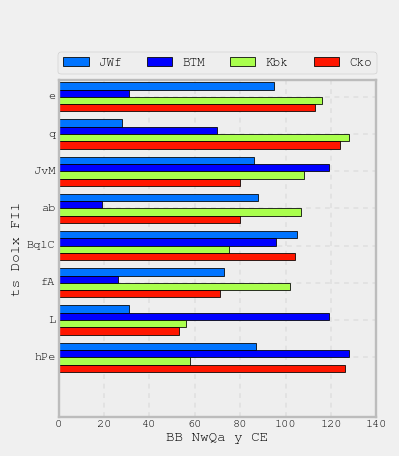 JWf BTM Kbk Cko
e
q
JvM
ab
Bq1C
fA
L
hPe
0 20 40 60 80 100 120 140
BB NwQa y CE
ts Dolx FIl